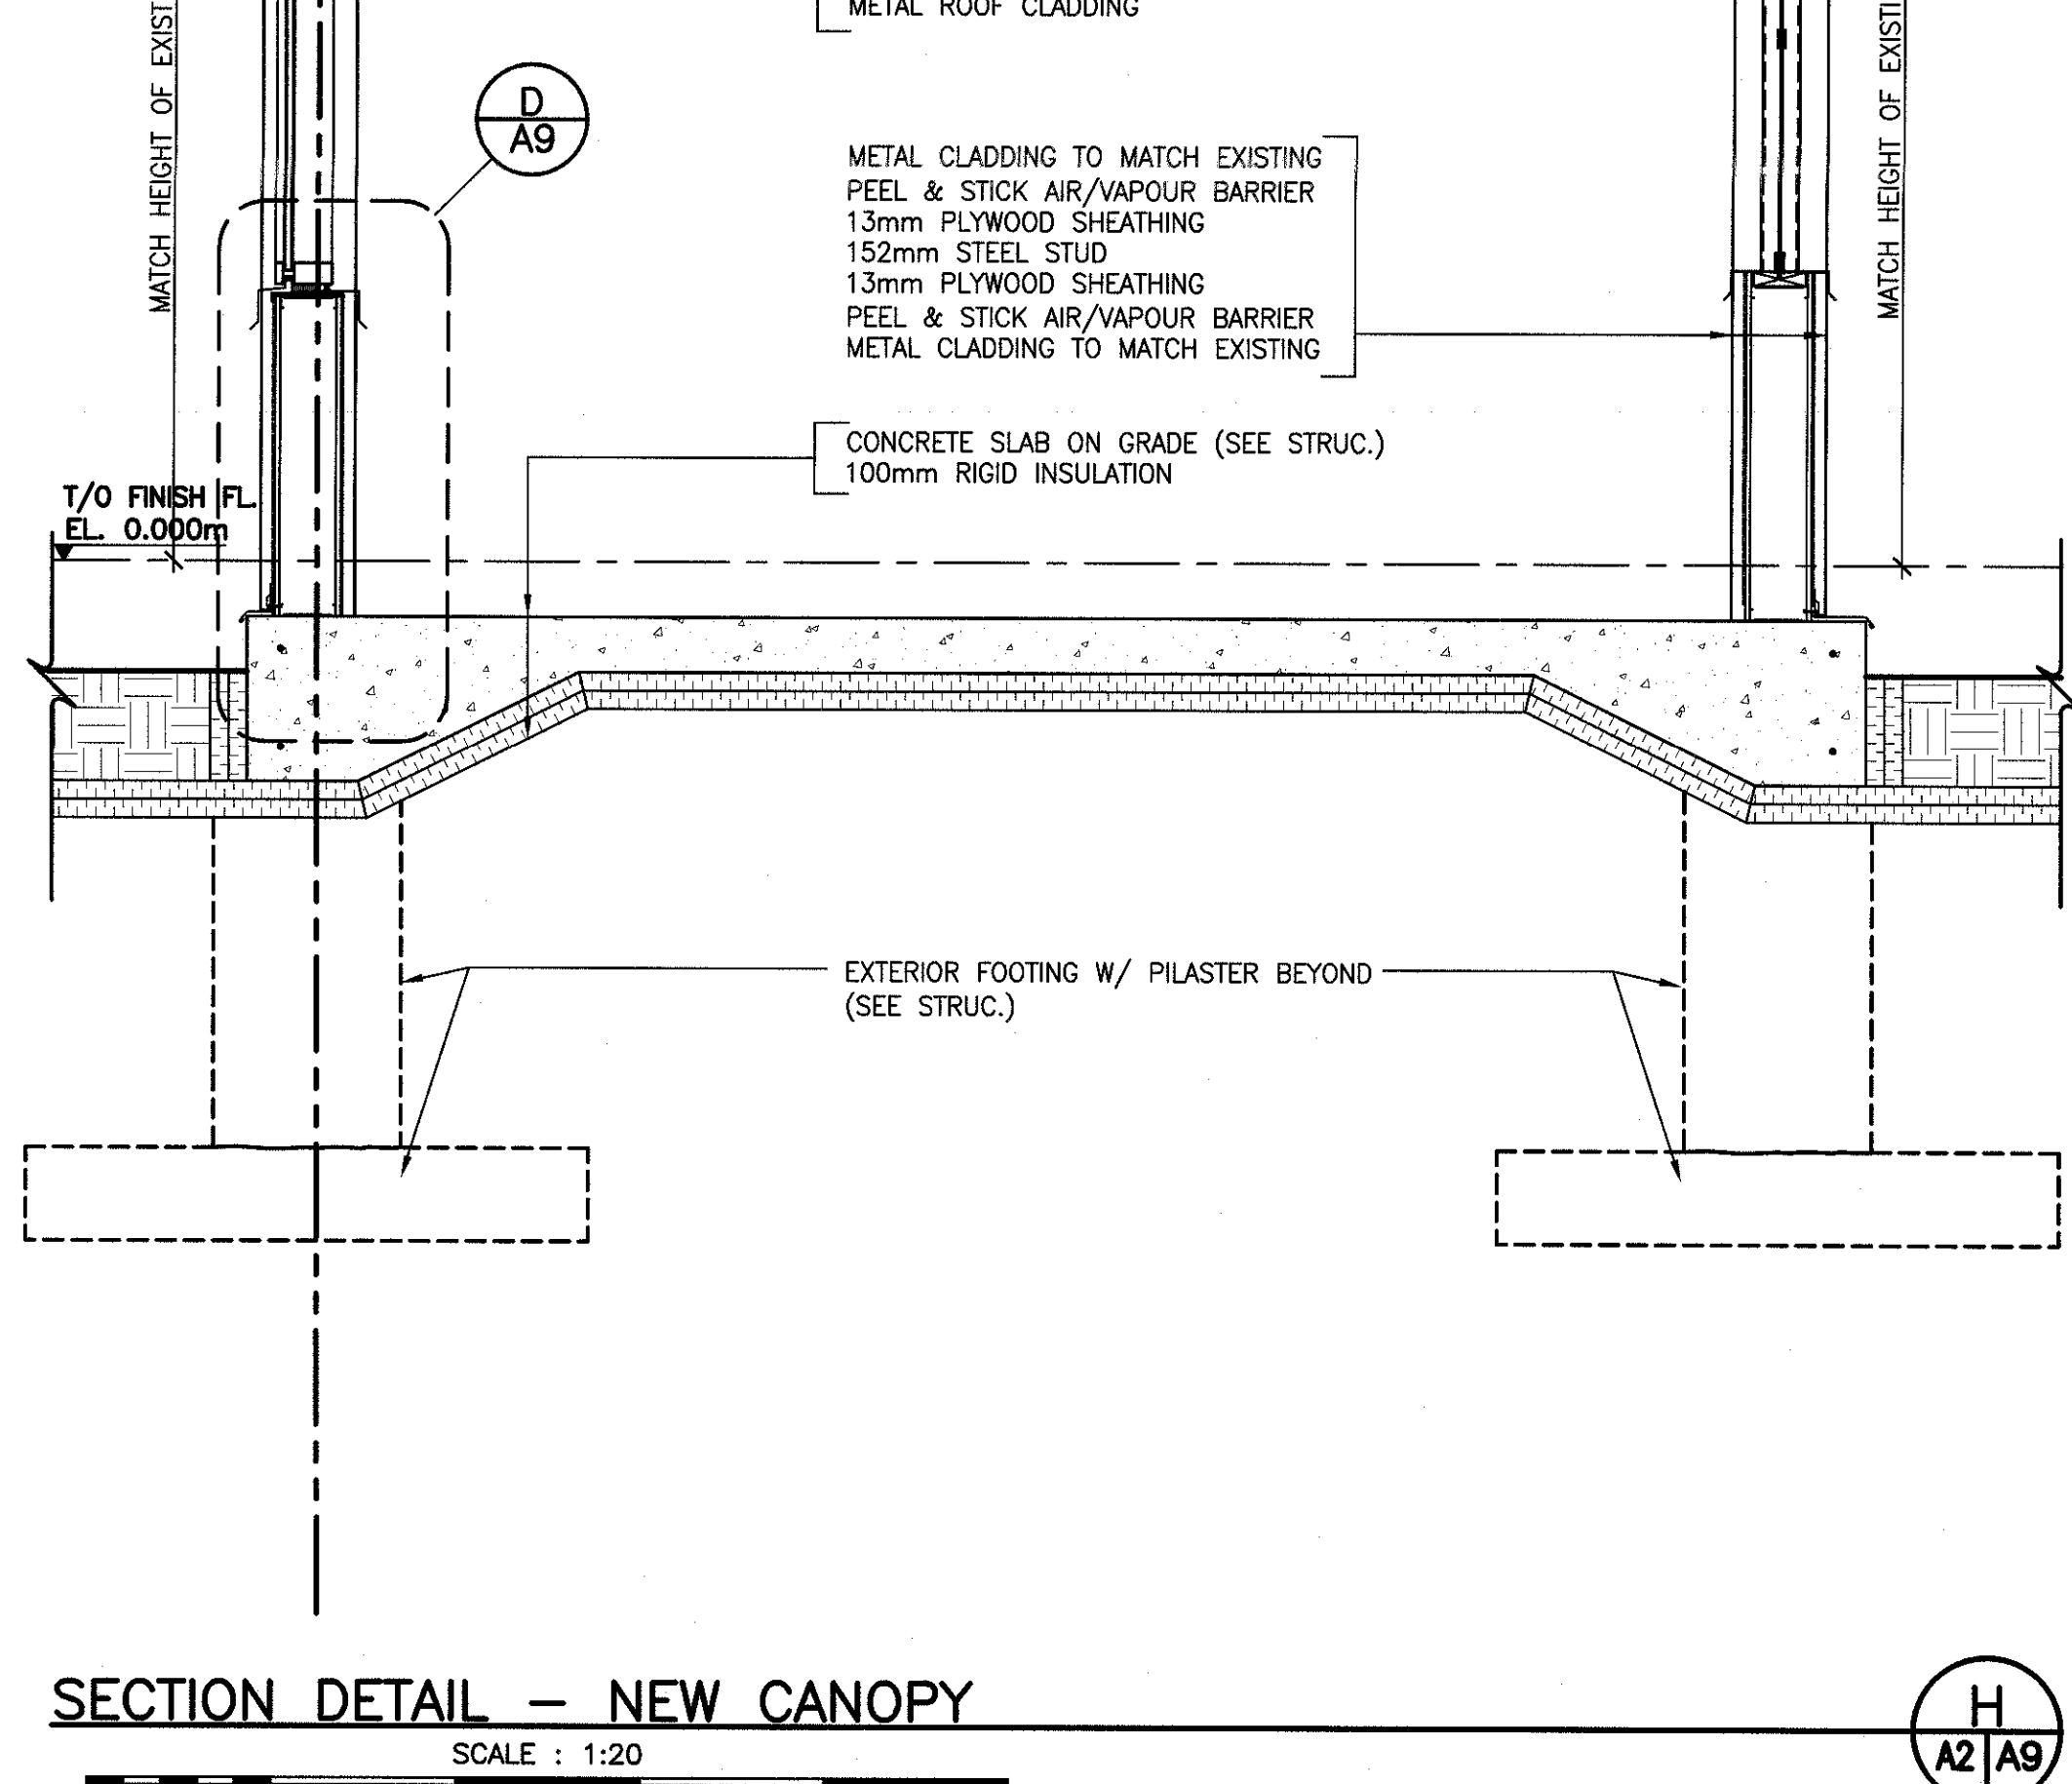 METAL ROOF CLADDING
MATCH HEIGHT OF EXIST
MATCH HEIGHT OF EXISTI
D
A9
METAL CLADDING TO MATCH EXISTING
PEEL & STICK AIR/VAPOUR BARRIER
13mm PLYWOOD SHEATHING
152mm STEEL STUD
13mm PLYWOOD SHEATHING
PEEL & STICK AIR/VAPOUR BARRIER
METAL CLADDING TO MATCH EXISTING
CONCRETE SLAB ON GRADE (SEE STRUC.)
100mm RIGID INSULATION
T/O FINISH FL.
EL. 0.000m
EXTERIOR FOOTING W/ PILASTER BEYOND
(SEE STRUC.)
SECTION DETAIL – NEW CANOPY
SCALE : 1:20
H
A2 A9